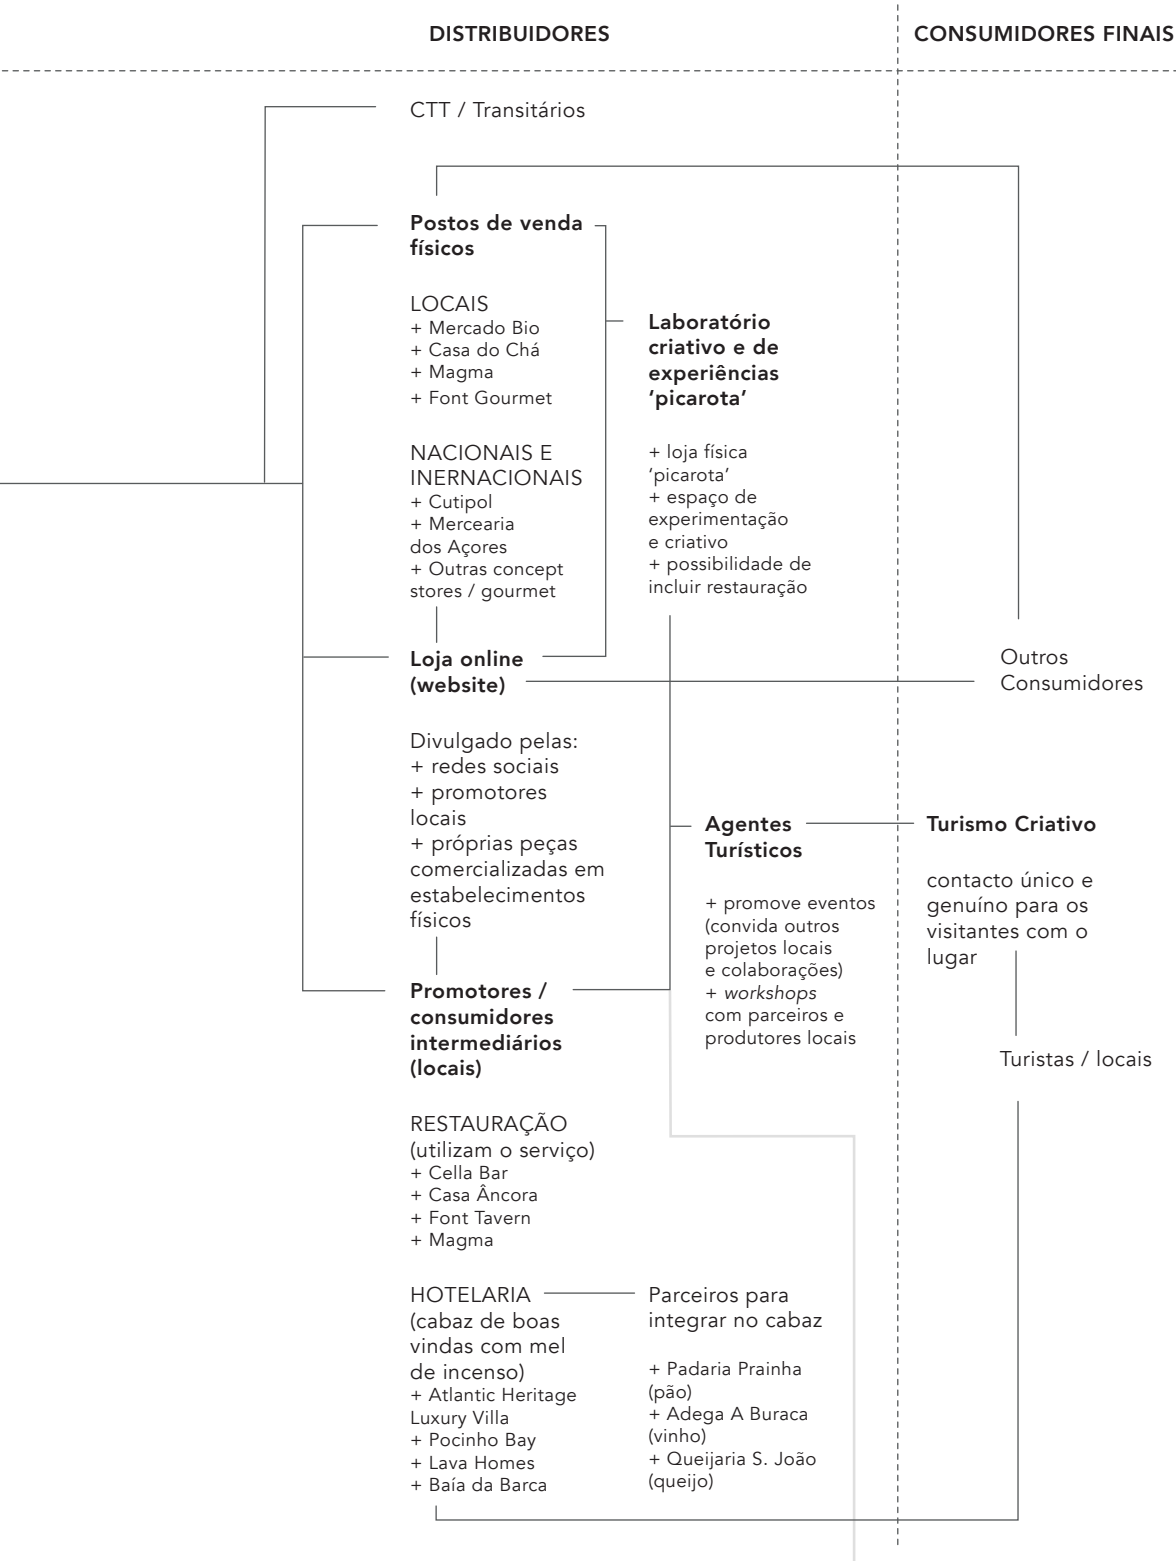 DISTRIBUIDORES
CONSUMIDORES FINAIS
CTT / Transitários
Postos de venda
físicos
LOCAIS
+ Mercado Bio
+ Casa do Chá
+ Magma
+ Font Gourmet
NACIONAIS E
INERNACIONAIS
+ Cutipol
+ Mercearia
dos Açores
+ Outras concept
stores / gourmet
Laboratório
criativo e de
experiências
‘picarota’
+ loja física
‘picarota’
+ espaço de
experimentação
e criativo
+ possibilidade de
incluir restauração
Loja online
(website)
Divulgado pelas:
+ redes sociais
+ promotores
locais
+ próprias peças
comercializadas em
estabelecimentos
físicos
Outros
Consumidores
Agentes
Turísticos
+ promove eventos
(convida outros
projetos locais
e colaborações)
+ workshops
com parceiros e
produtores locais
Turismo Criativo
contacto único e
genuíno para os
visitantes com o
lugar
Turistas / locais
Promotores /
consumidores
intermediários
(locais)
RESTAURAÇÃO
(utilizam o serviço)
+ Cella Bar
+ Casa Âncora
+ Font Tavern
+ Magma
HOTELARIA
(cabaz de boas
vindas com mel
de incenso)
+ Atlantic Heritage
Luxury Villa
+ Pocinho Bay
+ Lava Homes
+ Baía da Barca
Parceiros para
integrar no cabaz
+ Padaria Prainha
(pão)
+ Adega A Buraca
(vinho)
+ Queijaria S. João
(queijo)